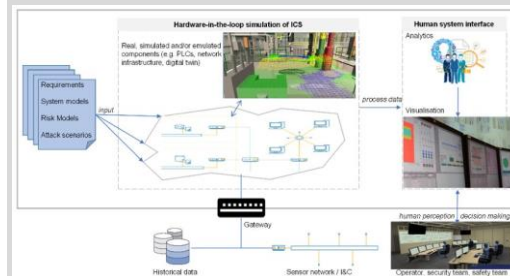 Hardware-in-the-loop simulation of ICS
Real, simulated and/or emulated
components (e.g. PLCs, network
infrastructure, digital twin)
Human system interface
Analytics
Requirements
System models
Risk Models
Attack scenarios
input
process data
Visualisation
Gateway
human perception
decision making
Historical data
Sensor network / I&C
Operator, security team, safety team